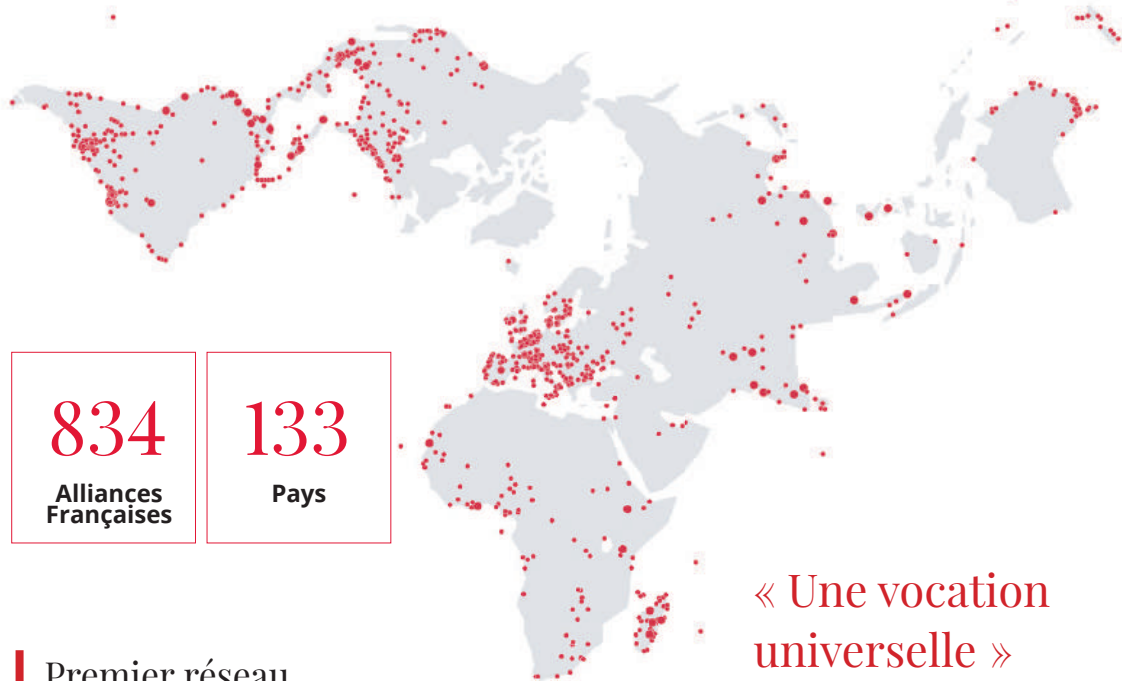 834
Alliances
Françaises
133
Pays
« Une vocation
universelle »
Premier réseau